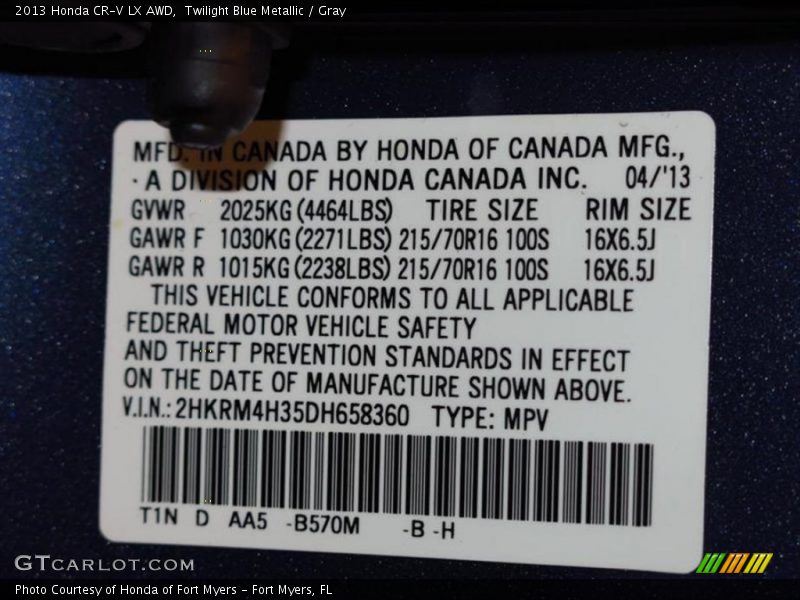 2013 Honda CR-V LX AWD,  Twilight Blue Metallic / Gray
MFD. IN CANADA BY HONDA OF CANADA MFG.,
A DIVISION OF HONDA CANADA INC. 04/'13
GVWR 2025KG (4464LBS) TIRE SIZE RIM SIZE
GAWR F 1030KG (2271LBS) 215/70R16 100S 16X6.5J
GAWR R 1015KG (2238LBS) 215/70R16 100S 16X6.5J
THIS VEHICLE CONFORMS TO ALL APPLICABLE
FEDERAL MOTOR VEHICLE SAFETY
AND THEFT PREVENTION STANDARDS IN EFFECT
ON THE DATE OF MANUFACTURE SHOWN ABOVE.
V.I.N.: 2HKRM4H35DH658360 TYPE: MPV
T1N D AA5 -B570M -B -H
GTCARLOT.COM
Photo Courtesy of Honda of Fort Myers - Fort Myers, FL